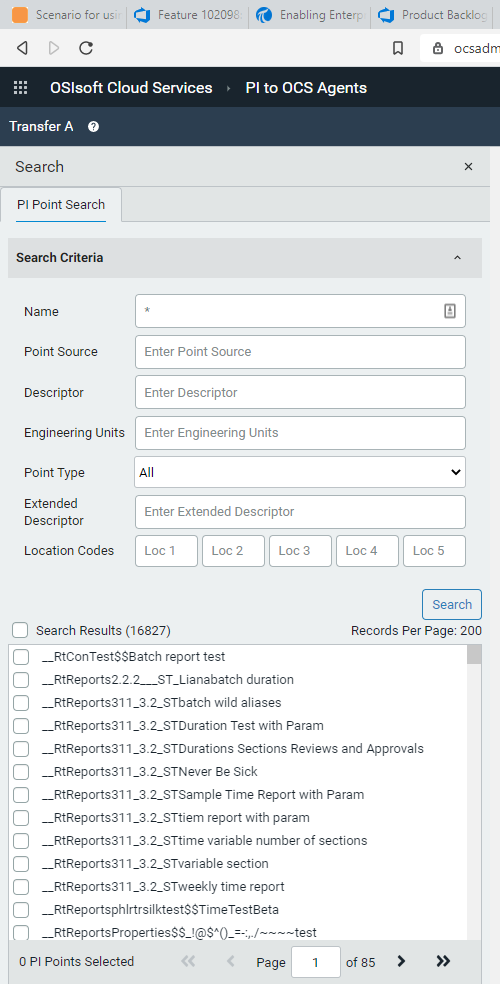 Scenario for usin
Feature 102098:
Enabling Enterp
Product Backlog
ocsadm
OSIsoft Cloud Services › PI to OCS Agents
Transfer A ?
Search ×
PI Point Search
Search Criteria
Name *
Point Source Enter Point Source
Descriptor Enter Descriptor
Engineering Units Enter Engineering Units
Point Type All
Extended
Descriptor Enter Extended Descriptor
Location Codes Loc 1 Loc 2 Loc 3 Loc 4 Loc 5
Search
Search Results (16827) Records Per Page: 200
__RtConTest$$Batch report test
__RtReports2.2.2___ST_Lianabatch duration
__RtReports311_3.2_STbatch wild aliases
__RtReports311_3.2_STDuration Test with Param
__RtReports311_3.2_STDurations Sections Reviews and Approvals
__RtReports311_3.2_STNever Be Sick
__RtReports311_3.2_STSample Time Report with Param
__RtReports311_3.2_STtiem report with param
__RtReports311_3.2_STtime variable number of sections
__RtReports311_3.2_STvariable section
__RtReports311_3.2_STweekly time report
__RtReportsphlrtrsilktest$$TimeTestBeta
__RtReportsProperties$$_!@$^()_=-:,./~~~~test
0 PI Points Selected « ‹ Page 1 of 85 › »